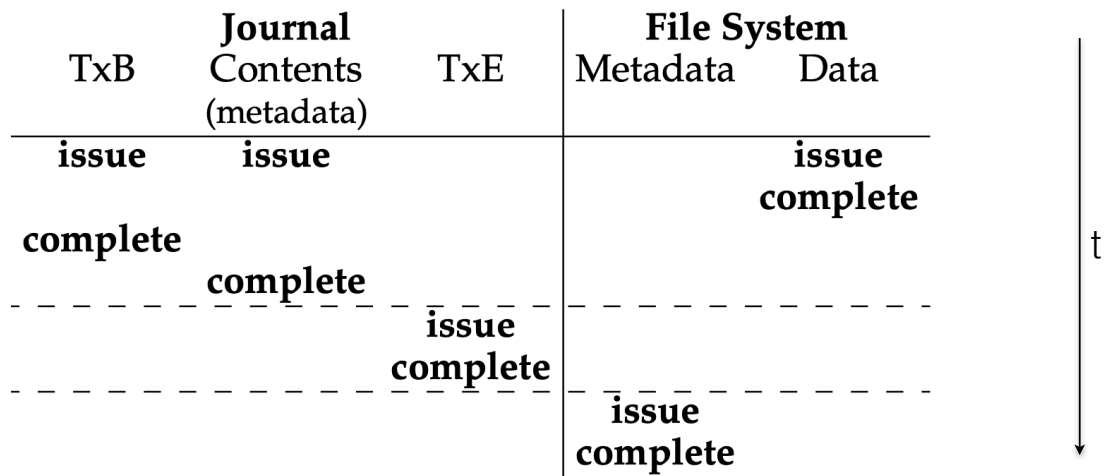 Journal File System
TxB Contents TxE Metadata Data
(metadata)
issue issue issue
complete
complete
complete
issue
complete
issue
complete
t